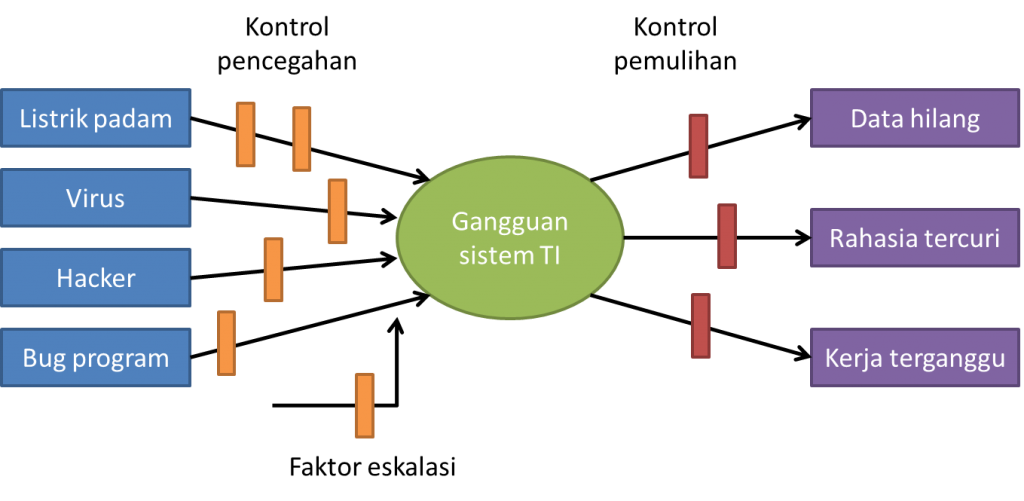 Kontrol
pencegahan
Kontrol
pemulihan
Listrik padam
Virus
Hacker
Bug program
Gangguan
sistem TI
Data hilang
Rahasia tercuri
Kerja terganggu
Faktor eskalasi